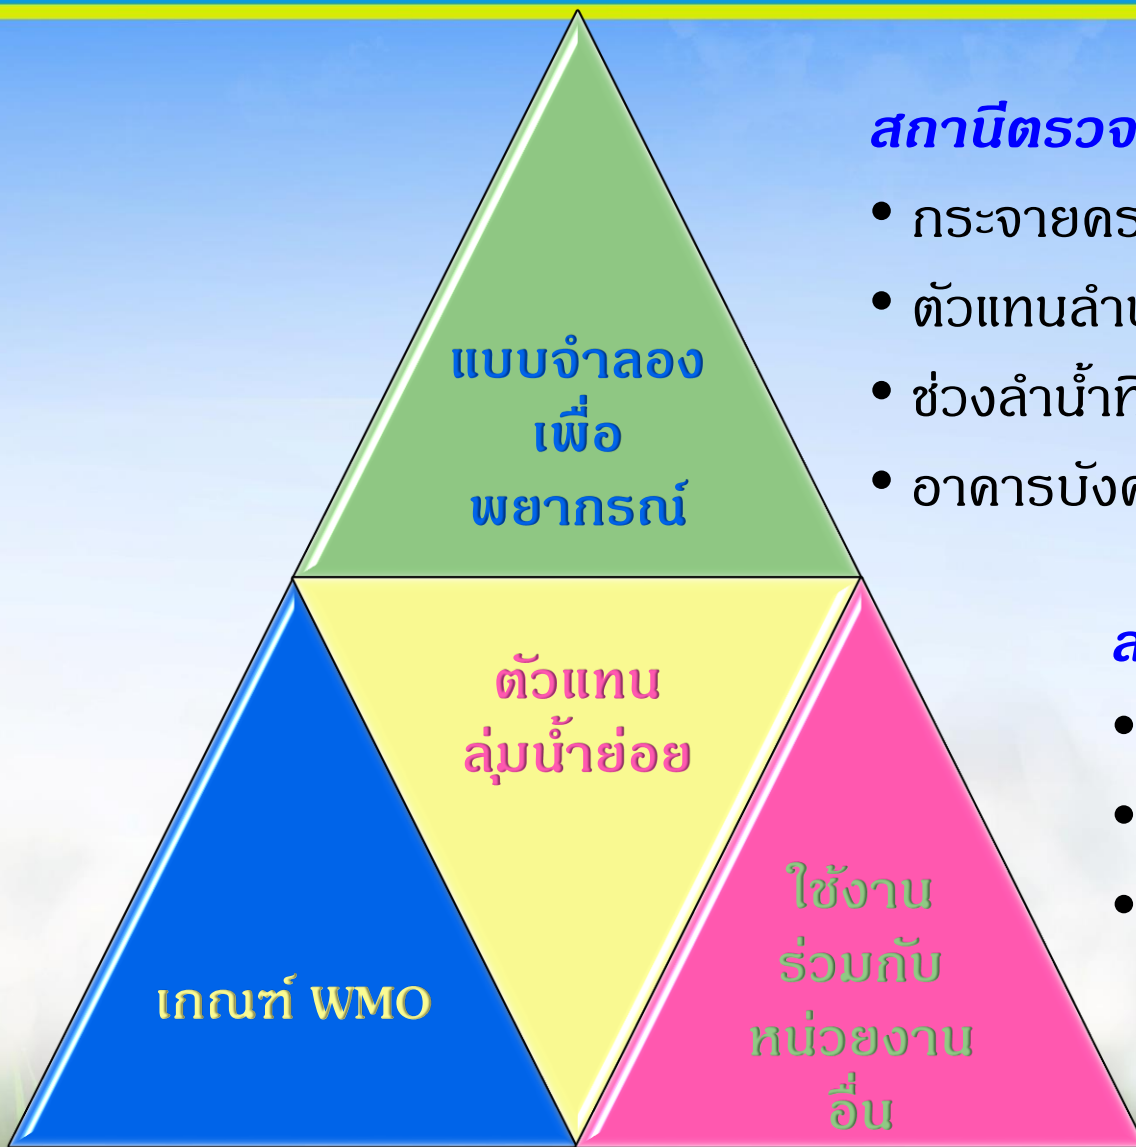 สถานีตรวจ
• กระจายคร
• ตัวแทนลำน
• ช่วงลำน้ำที
• อาคารบังค
แบบจำลอง
เพื่อ
พยากรณ์
ตัวแทน
ลุ่มน้ำย่อย
ส
•
•
•
เกณฑ์ WMO
ใช้งาน
ร่วมกับ
หน่วยงาน
อื่น